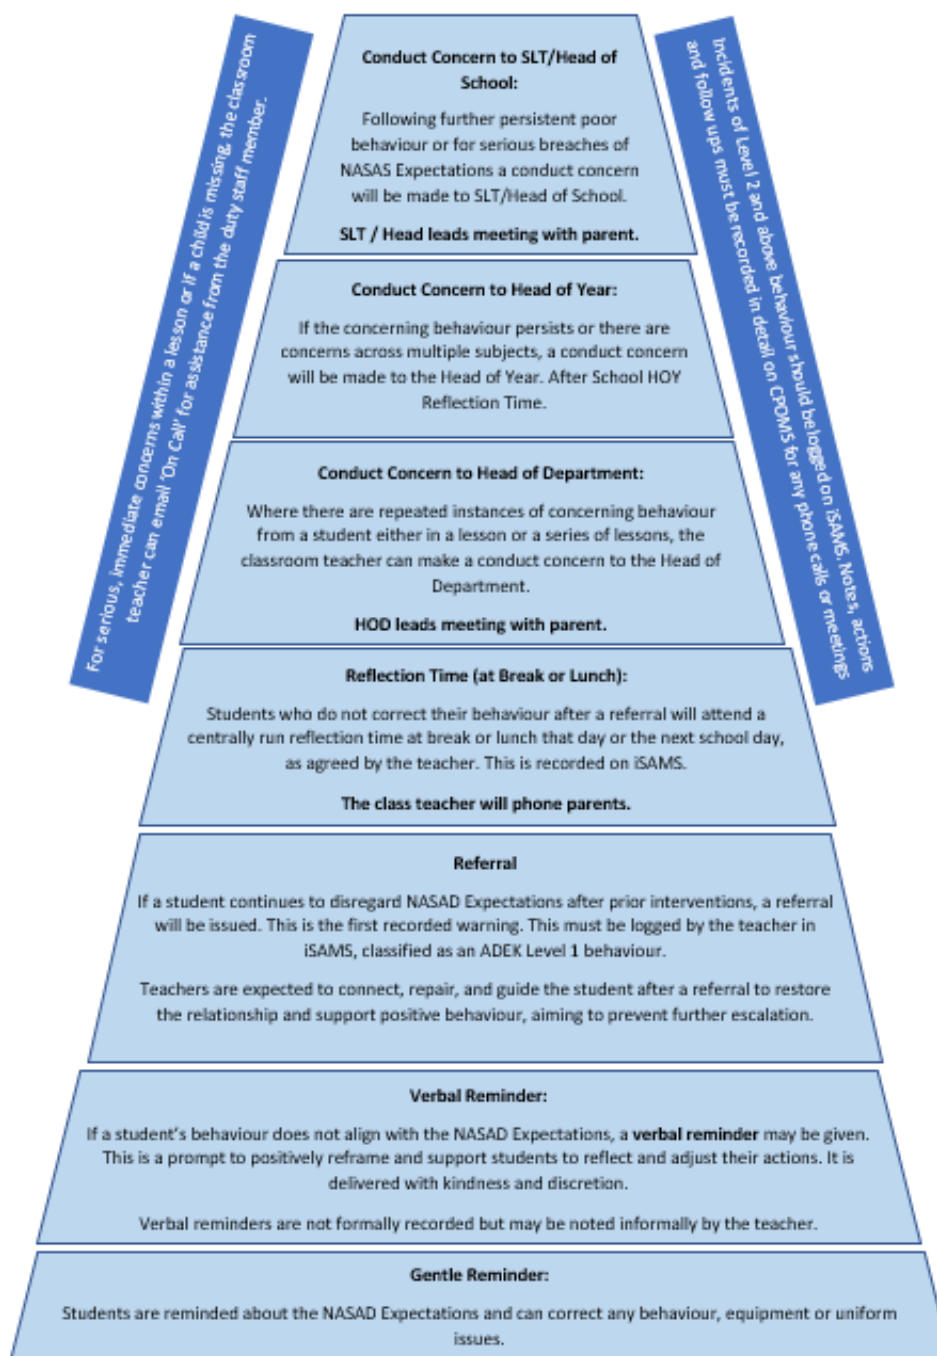 Conduct Concern to SLT/Head of
School:
Following further persistent poor
behaviour or for serious breaches of
NASAS Expectations a conduct concern
will be made to SLT/Head of School.
SLT / Head leads meeting with parent.
For serious, immediate concerns within a lesson or if a child is missing, the classroom
teacher can email 'On Call' for assistance from the duty staff member.
Incidents of Level 2 and above behaviour should be logged on iSAMS. Notes, actions
and follow ups must be recorded in detail on CPOMS for any phone calls or meetings
Conduct Concern to Head of Year:
If the concerning behaviour persists or there are
concerns across multiple subjects, a conduct concern
will be made to the Head of Year. After School HOY
Reflection Time.
Conduct Concern to Head of Department:
Where there are repeated instances of concerning behaviour
from a student either in a lesson or a series of lessons, the
classroom teacher can make a conduct concern to the Head of
Department.
HOD leads meeting with parent.
Reflection Time (at Break or Lunch):
Students who do not correct their behaviour after a referral will attend a
centrally run reflection time at break or lunch that day or the next school day,
as agreed by the teacher. This is recorded on iSAMS.
The class teacher will phone parents.
Referral
If a student continues to disregard NASAD Expectations after prior interventions, a referral
will be issued. This is the first recorded warning. This must be logged by the teacher in
iSAMS, classified as an ADEK Level 1 behaviour.
Teachers are expected to connect, repair, and guide the student after a referral to restore
the relationship and support positive behaviour, aiming to prevent further escalation.
Verbal Reminder:
If a student's behaviour does not align with the NASAD Expectations, a verbal reminder may be given.
This is a prompt to positively reframe and support students to reflect and adjust their actions. It is
delivered with kindness and discretion.
Verbal reminders are not formally recorded but may be noted informally by the teacher.
Gentle Reminder:
Students are reminded about the NASAD Expectations and can correct any behaviour, equipment or uniform
issues.